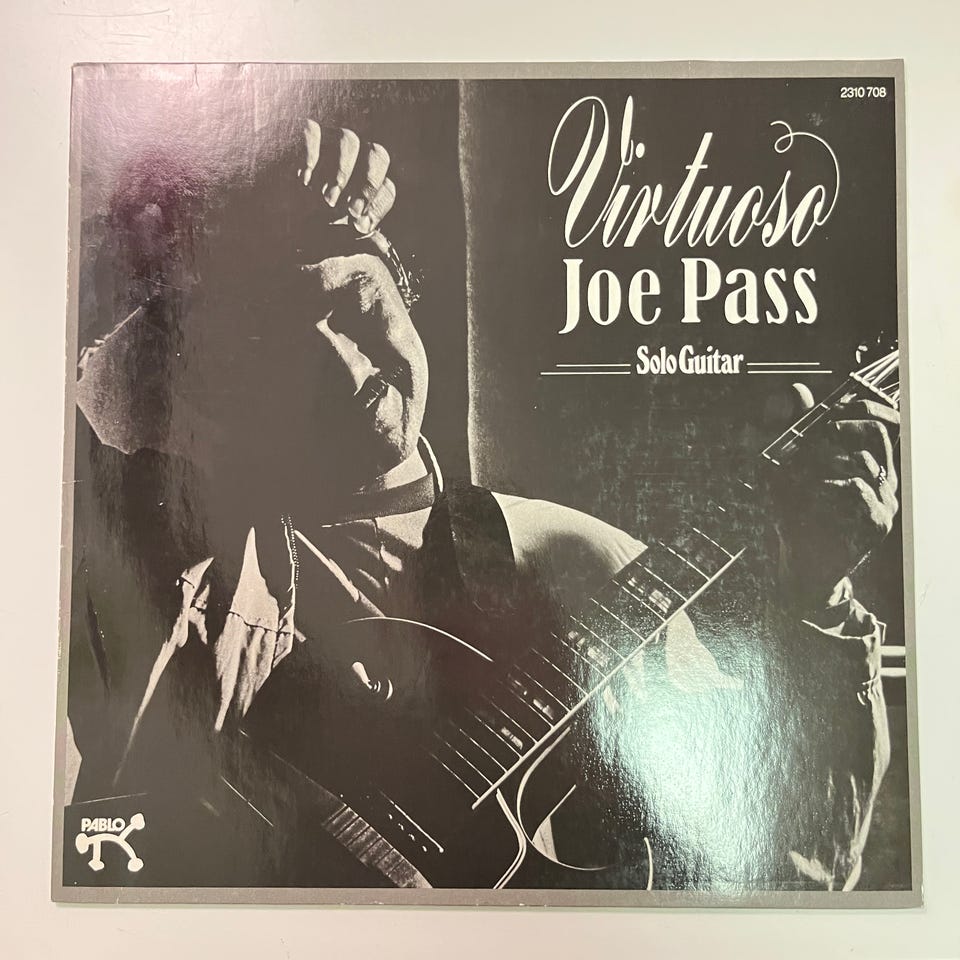 2310 708
Virtuoso
Joe Pass
Solo Guitar
PABLO